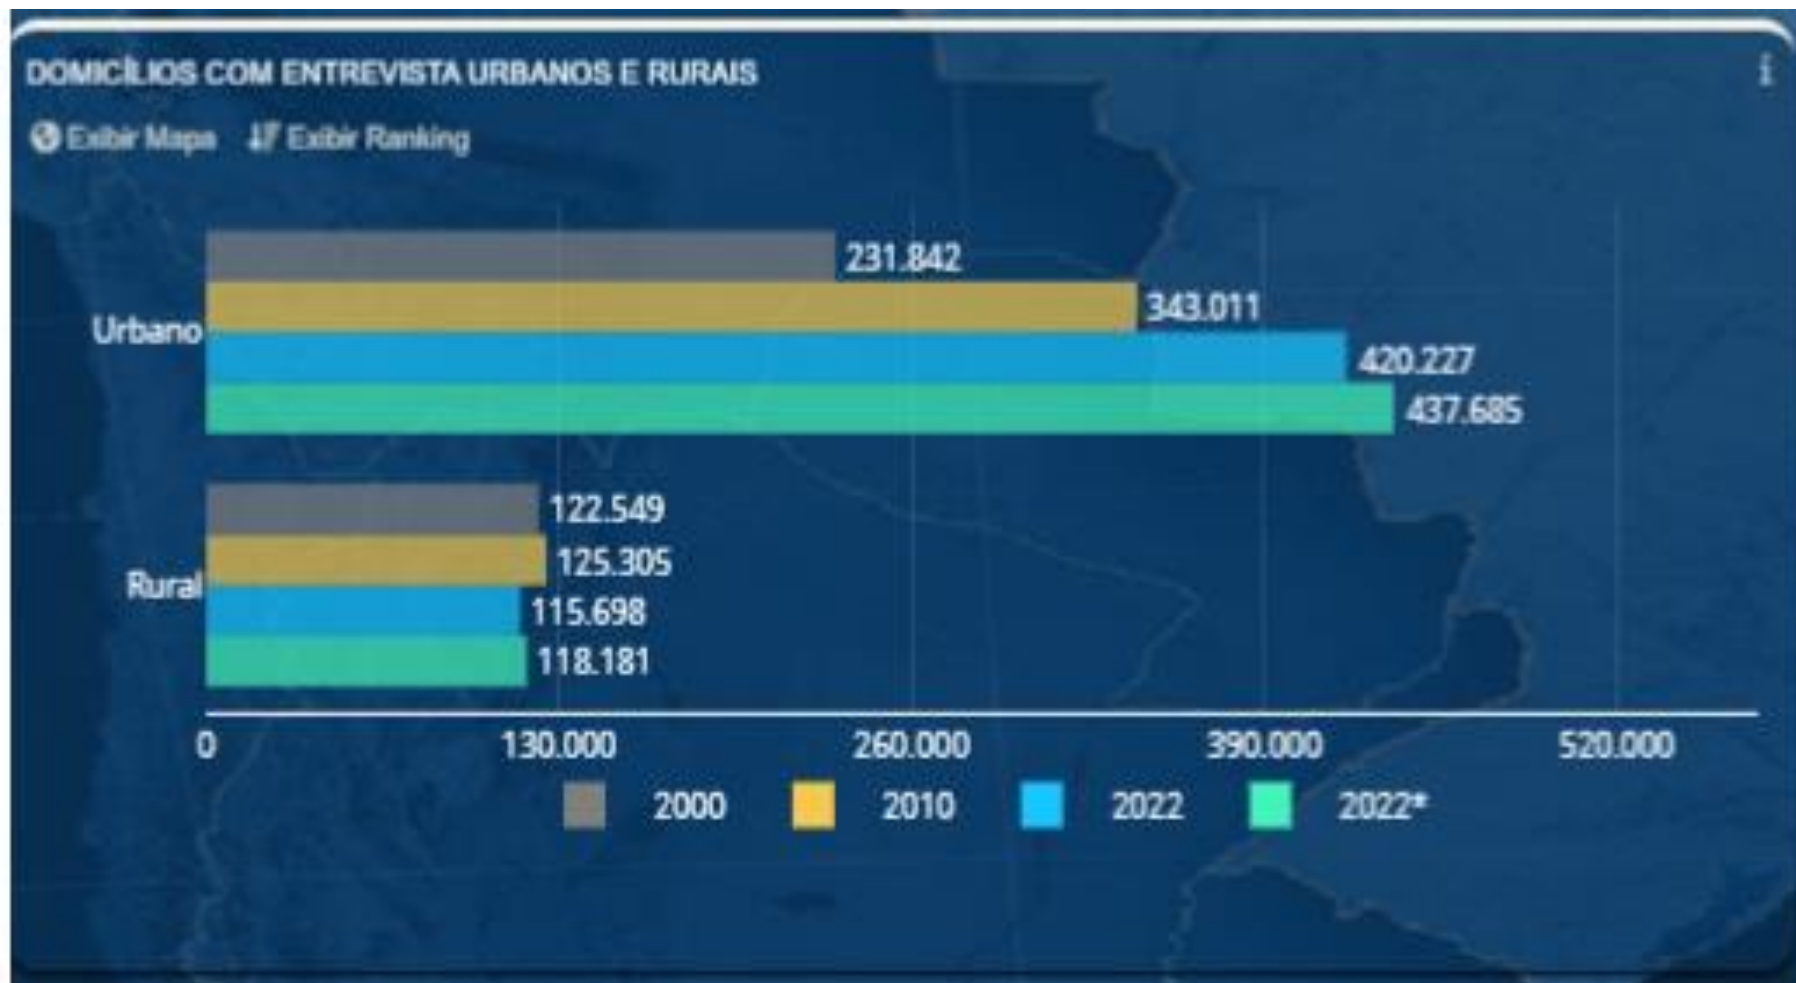 DOMICÍLIOS COM ENTREVISTA URBANOS E RURAIS
Exibir Mapa Exibir Ranking
231.842
343.011
Urbano
420.227
437.685
122.549
125.305
Rural
115.698
118.181
0 130.000 260.000 390.000 520.000
2000 2010 2022 2022*